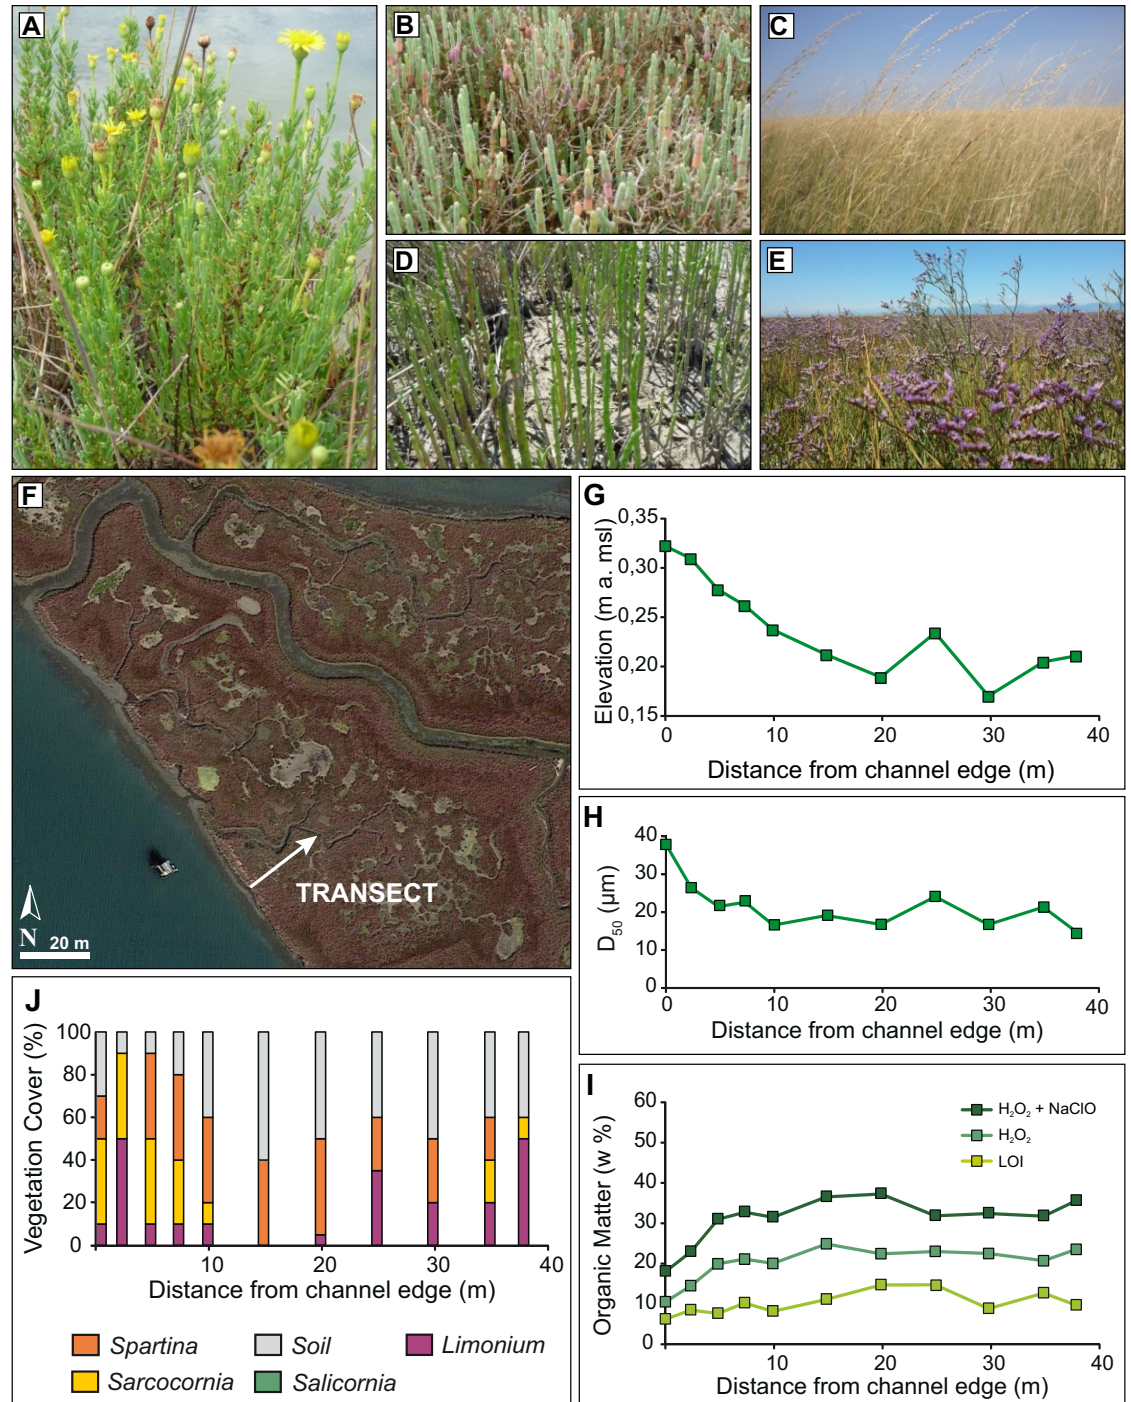 A
B
C
D
E
F
TRANSECT
N
20 m
G
Elevation (m a. msl)
0,35
0,30
0,25
0,20
0,15
0 10 20 30 40
Distance from channel edge (m)
H
D50 (µm)
40
30
20
10
0
0 10 20 30 40
Distance from channel edge (m)
J
Vegetation Cover (%)
100
80
60
40
20
0
10 20 30 40
Distance from channel edge (m)
Spartina Soil Limonium
Sarcocornia Salicornia
I
Organic Matter (w %)
60
50
40
30
20
10
0
10 20 30 40
Distance from channel edge (m)
H2O2 + NaClO
H2O2
LOI